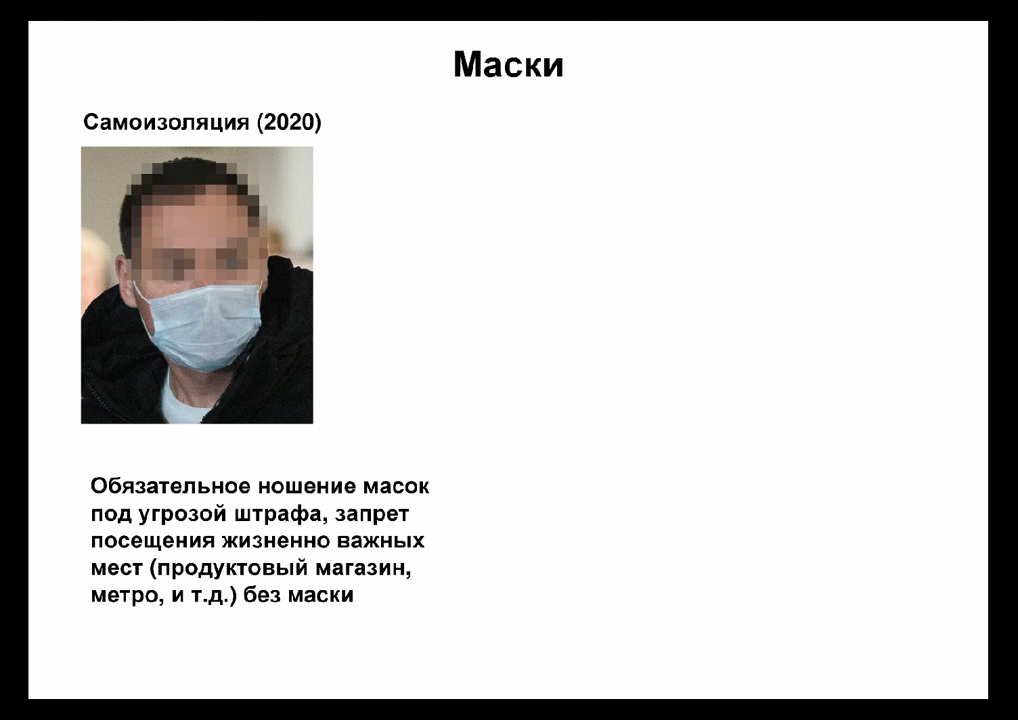 Маски
Самоизоляция (2020)
Обязательное ношение масок
под угрозой штрафа, запрет
посещения жизненно важных
мест (продуктовый магазин,
метро, и т.д.) без маски